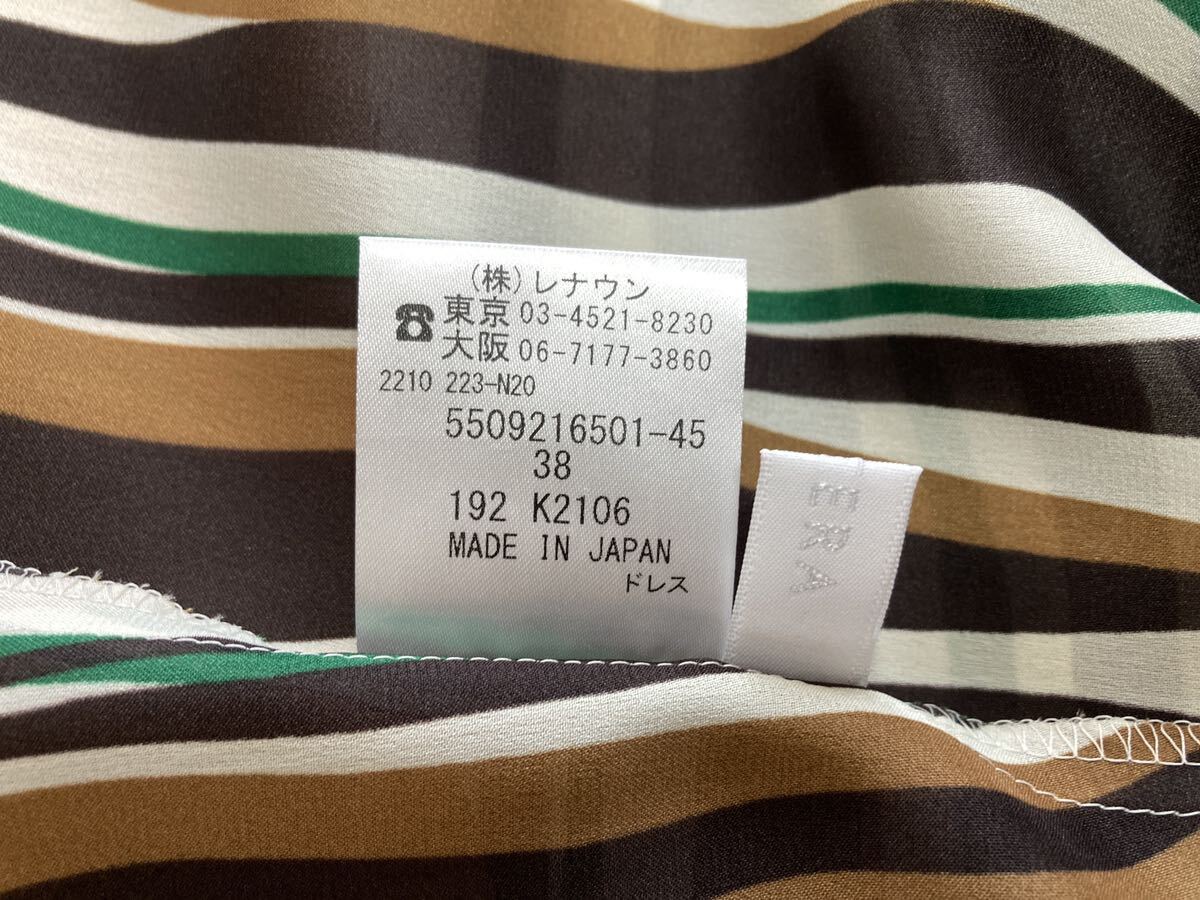 (株)レナウン
☎東京 03-4521-8230
大阪 06-7177-3860
2210 223-N20
5509216501-45
38
192 K2106
MADE IN JAPAN
ドレス
ERA